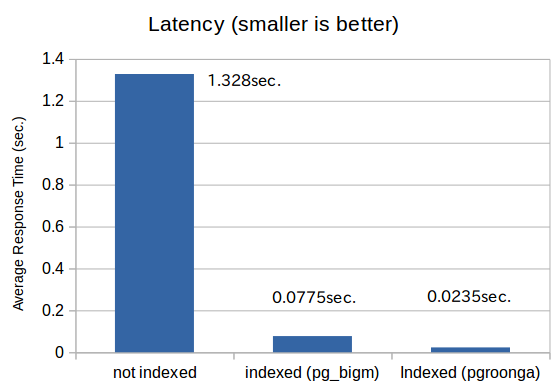 Latency (smaller is better)
Average Response Time (sec.)
1.4
1.2
1
0.8
0.6
0.4
0.2
0
1.328sec.
0.0775sec.
0.0235sec.
not indexed
indexed (pg_bigm)
Indexed (pgroonga)